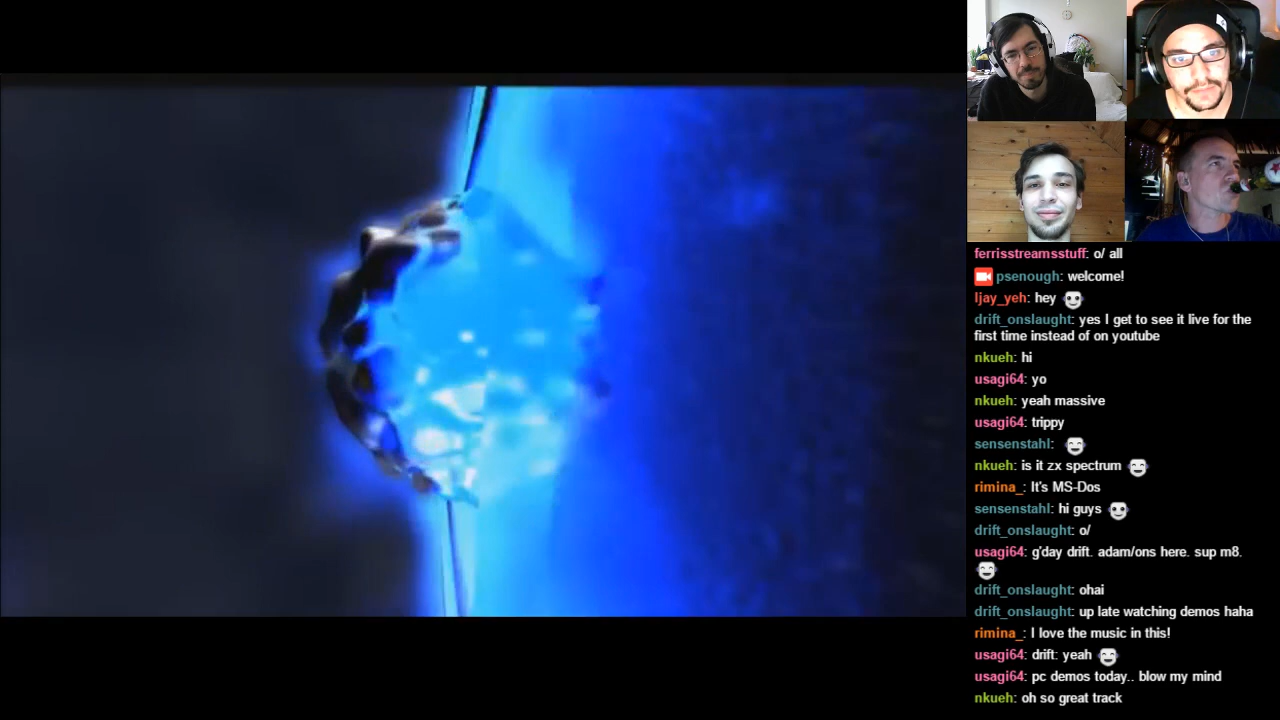 ferrisstreamsstuff: o/ all
psenough: welcome!
ljay_yeh: hey
drift_onslaught: yes I get to see it live for the
first time instead of on youtube
nkueh: hi
usagi64: yo
nkueh: yeah massive
usagi64: trippy
sensenstahl:
nkueh: is it zx spectrum
rimina_: It's MS-Dos
sensenstahl: hi guys
drift_onslaught: o/
usagi64: g'day drift. adam/ons here. sup m8.
drift_onslaught: ohai
drift_onslaught: up late watching demos haha
rimina_: I love the music in this!
usagi64: drift: yeah
usagi64: pc demos today.. blow my mind
nkueh: oh so great track